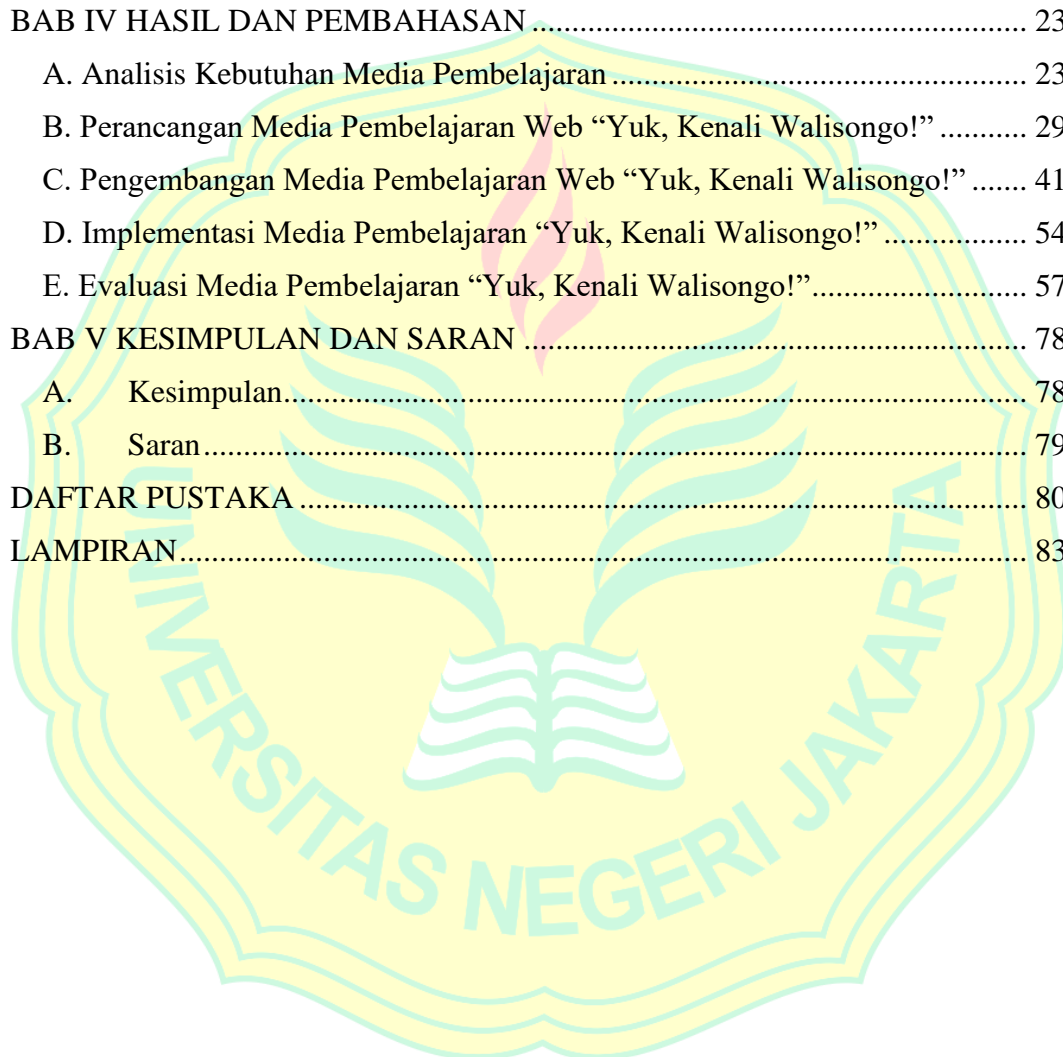 BAB IV HASIL DAN PEMBAHASAN ........................................................... 23
A. Analisis Kebutuhan Media Pembelajaran .................................................. 23
B. Perancangan Media Pembelajaran Web “Yuk, Kenali Walisongo!” ........... 29
C. Pengembangan Media Pembelajaran Web “Yuk, Kenali Walisongo!” ....... 41
D. Implementasi Media Pembelajaran “Yuk, Kenali Walisongo!” ................. 54
E. Evaluasi Media Pembelajaran “Yuk, Kenali Walisongo!”.......................... 57
BAB V KESIMPULAN DAN SARAN ............................................................ 78
A. Kesimpulan............................................................................................ 78
B. Saran ...................................................................................................... 79
DAFTAR PUSTAKA ....................................................................................... 80
LAMPIRAN...................................................................................................... 83
UNIVERSITAS NEGERI JAKARTA